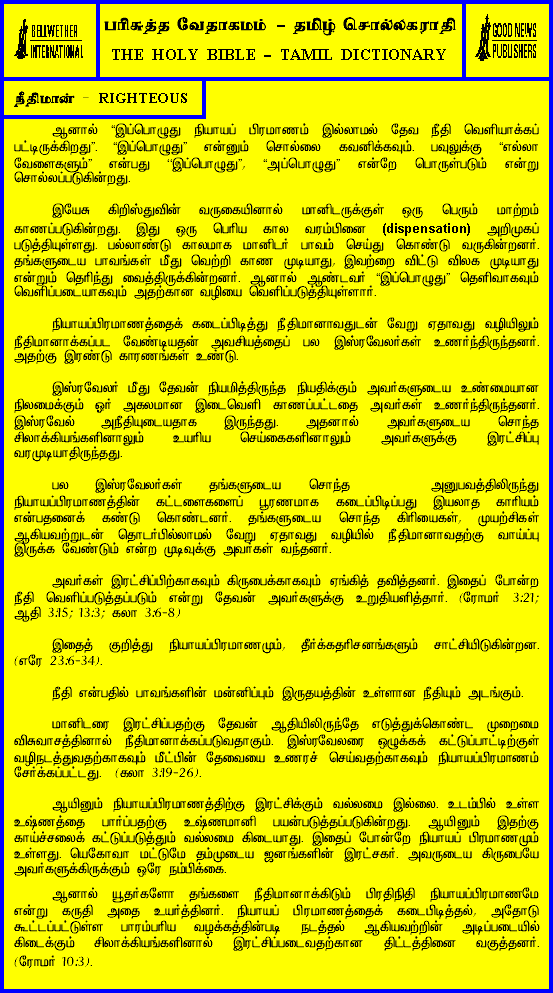 BELLWETHER
INTERNATIONAL
பரிசுத்த வேதாகமம் - தமிழ் சொல்லகராதி
THE HOLY BIBLE - TAMIL DICTIONARY
GOOD NEWS
PUBLISHERS
நீதிமான் - RIGHTEOUS
ஆனால் “இப்பொழுது நியாயப் பிரமாணம் இல்லாமல் தேவ நீதி வெளியாக்கப்
பட்டிருக்கிறது”. “இப்பொழுது” என்னும் சொல்லை கவனிக்கவும். பவுலுக்கு “எல்லா
வேளைகளும்” என்பது “இப்பொழுது”, “அப்பொழுது” என்றே பொருள்படும் என்று
சொல்லப்படுகின்றது.
இயேசு கிறிஸ்துவின் வருகையினால் மானிடருக்குள் ஒரு பெரும் மாற்றம்
காணப்படுகின்றது. இது ஒரு பெரிய கால வரம்பினை (dispensation) அறிமுகப்
படுத்தியுள்ளது. பல்லாண்டு காலமாக மானிடர் பாவம் செய்து கொண்டு வருகின்றனர்.
தங்களுடைய பாவங்கள் மீது வெற்றி காண முடியாது, இவற்றை விட்டு விலக முடியாது
என்றும் தெரிந்து வைத்திருக்கின்றனர். ஆனால் ஆண்டவர் “இப்பொழுது” தெளிவாகவும்
வெளிப்படையாகவும் அதற்கான வழியை வெளிப்படுத்தியுள்ளார்.
நியாயப்பிரமாணத்தைக் கடைப்பிடித்து நீதிமானாவதுடன் வேறு ஏதாவது வழியிலும்
நீதிமானாக்கப்பட வேண்டியதன் அவசியத்தைப் பல இஸ்ரவேலர்கள் உணர்ந்திருந்தனர்.
அதற்கு இரண்டு காரணங்கள் உண்டு.
இஸ்ரவேலர் மீது தேவன் நியமித்திருந்த நியதிக்கும் அவர்களுடைய உண்மையான
நிலமைக்கும் ஓர் அகலமான இடைவெளி காணப்பட்டதை அவர்கள் உணர்ந்திருந்தனர்.
இஸ்ரவேல் அநீதியுடையதாக இருந்தது. அதனால் அவர்களுடைய சொந்த
சிலாக்கியங்களினாலும் உயரிய செய்கைகளினாலும் அவர்களுக்கு இரட்சிப்பு
வரமுடியாதிருந்தது.
பல இஸ்ரவேலர்கள் தங்களுடைய சொந்த அனுபவத்திலிருந்து
நியாயப்பிரமாணத்தின் கட்டளைகளைப் பூரணமாக கடைப்பிடிப்பது இயலாத காரியம்
என்பதனைக் கண்டு கொண்டனர். தங்களுடைய சொந்த கிரியைகள், முயற்சிகள்
ஆகியவற்றுடன் தொடர்பில்லாமல் வேறு ஏதாவது வழியில் நீதிமானாவதற்கு வாய்ப்பு
இருக்க வேண்டும் என்ற முடிவுக்கு அவர்கள் வந்தனர்.
அவர்கள் இரட்சிப்பிற்காகவும் கிருபைக்காகவும் ஏங்கித் தவித்தனர். இதைப் போன்ற
நீதி வெளிப்படுத்தப்படும் என்று தேவன் அவர்களுக்கு உறுதியளித்தார். (ரோமர் 3:21;
ஆதி 3:15; 13:3; கலா 3:6-8)
இதைத் குறித்து நியாயப்பிரமாணமும், தீர்க்கதரிசனங்களும் சாட்சியிடுகின்றன.
(எரே 23:6-34).
நீதி என்பதில் பாவங்களின் மன்னிப்பும் இருதயத்தின் உள்ளான நீதியும் அடங்கும்.
மானிடரை இரட்சிப்பதற்கு தேவன் ஆதியிலிருந்தே எடுத்துக்கொண்ட முறைமை
விசுவாசத்தினால் நீதிமானாக்கப்படுவதாகும். இஸ்ரவேலரை ஒழுக்கக் கட்டுப்பாட்டிற்குள்
வழிநடத்துவதற்காகவும் மீட்பின் தேவையை உணரச் செய்வதற்காகவும் நியாயப்பிரமாணம்
சேர்க்கப்பட்டது. (கலா 3:19-26).
ஆயினும் நியாயப்பிரமாணத்திற்கு இரட்சிக்கும் வல்லமை இல்லை. உடம்பில் உள்ள
உஷ்ணத்தை பார்ப்பதற்கு உஷ்ணமானி பயன்படுத்தப்படுகின்றது. ஆயினும் இதற்கு
காய்ச்சலைக் கட்டுப்படுத்தும் வல்லமை கிடையாது. இதைப் போன்றே நியாயப் பிரமாணமும்
உள்ளது. யெகோவா மட்டுமே தம்முடைய ஜனங்களின் இரட்சகர். அவருடைய கிருபையே
அவர்களுக்கிருக்கும் ஒரே நம்பிக்கை.
ஆனால் யூதர்களோ தங்களை நீதிமானாக்கிடும் பிரதிநிதி நியாயப்பிரமாணமே
என்று கருதி அதை உயர்த்தினர். நியாயப் பிரமாணத்தைக் கடைபிடித்தல், அதோடு
கூட்டப்பட்டுள்ள பாரம்பரிய வழக்கத்தின்படி நடத்தல் ஆகியவற்றின் அடிப்படையில்
கிடைக்கும் சிலாக்கியங்களினால் இரட்சிப்படைவதற்கான திட்டத்தினை வகுத்தனர்.
(ரோமர் 10:3).